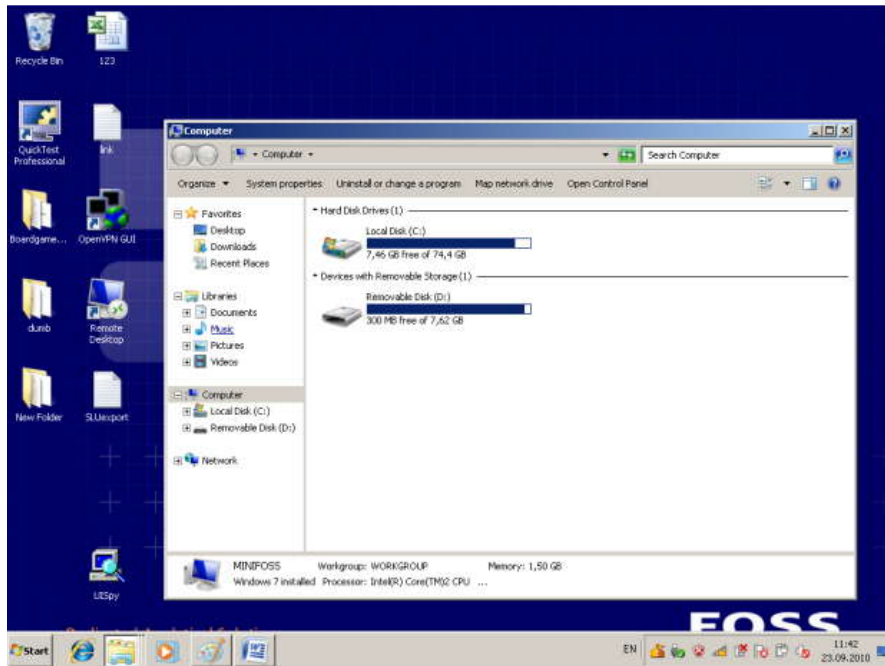 Recycle Bin
123
QuickTest
Professional
link
Boardgame...
OpenVPN GUI
dumb
Remote
Desktop
New Folder
SLUexport
UISpy
Computer
Computer
Search Computer
Organize
System properties
Uninstall or change a program
Map network drive
Open Control Panel
Favorites
Desktop
Downloads
Recent Places
Libraries
Documents
Music
Pictures
Videos
Computer
Local Disk (C:)
Removable Disk (D:)
Network
Hard Disk Drives (1)
Local Disk (C:)
7,46 GB free of 74,4 GB
Devices with Removable Storage (1)
Removable Disk (D:)
300 MB free of 7,62 GB
MINIFOSS Workgroup: WORKGROUP Memory: 1,50 GB
Windows 7 installed Processor: Intel(R) Core(TM)2 CPU ...
FOSS
Start
EN
11:42
23.09.2010